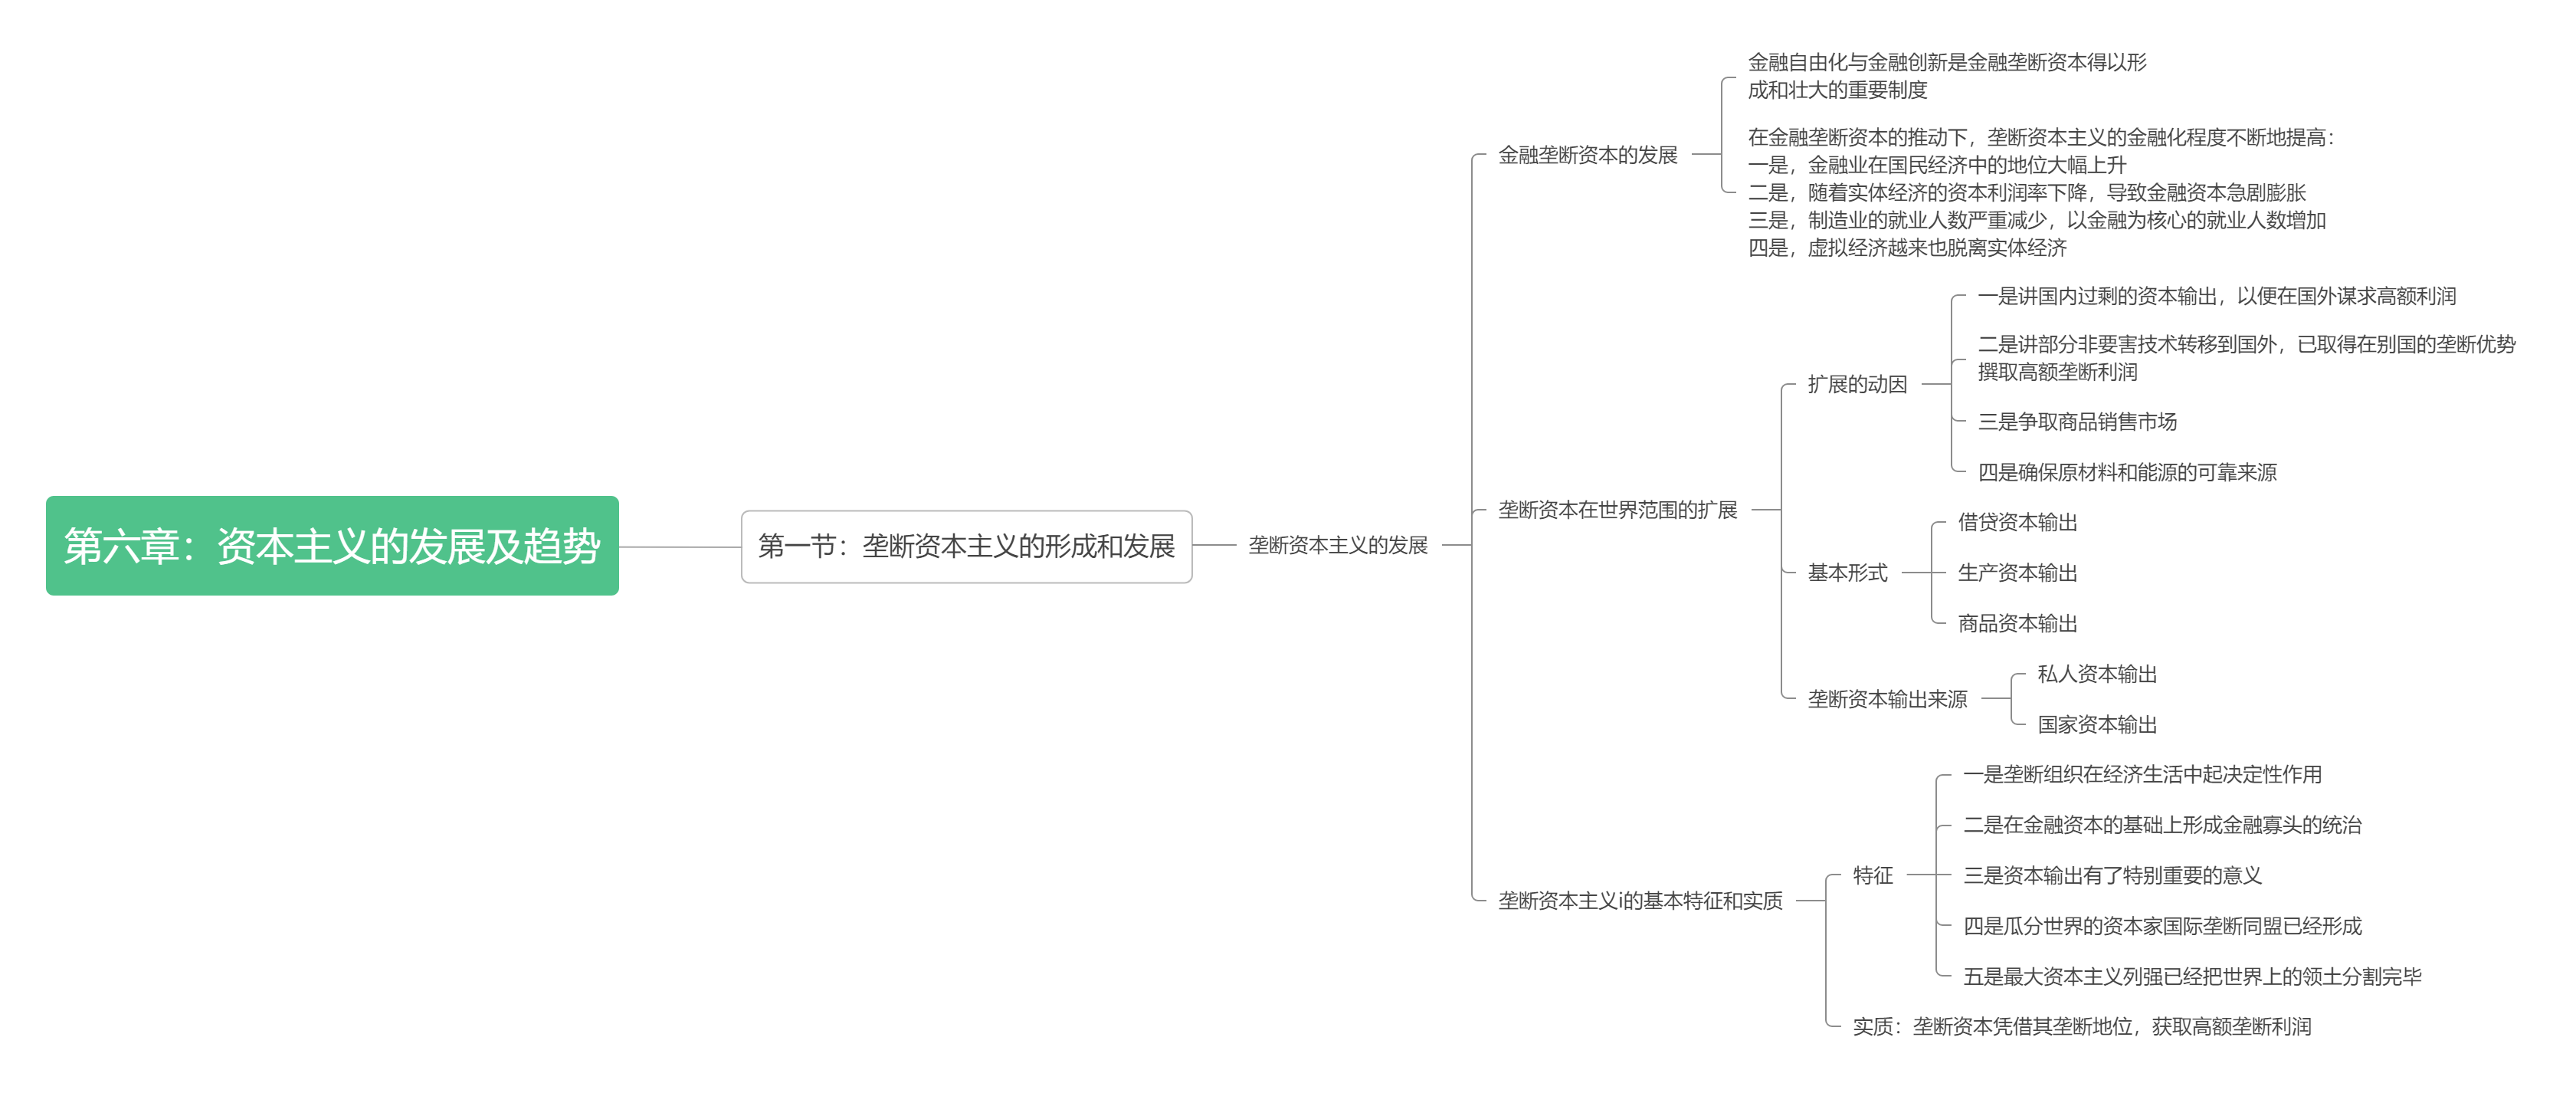 第六章：资本主义的发展及趋势
第一节：垄断资本主义的形成和发展
垄断资本主义的发展
金融垄断资本的发展
金融自由化与金融创新是金融垄断资本得以形
成和壮大的重要制度
在金融垄断资本的推动下，垄断资本主义的金融化程度不断地提高：
一是，金融业在国民经济中的地位大幅上升
二是，随着实体经济的资本利润率下降，导致金融资本急剧膨胀
三是，制造业的就业人数严重减少，以金融为核心的就业人数增加
四是，虚拟经济越来也脱离实体经济
垄断资本在世界范围的扩展
扩展的动因
一是讲国内过剩的资本输出，以便在国外谋求高额利润
二是讲部分非要害技术转移到国外，已取得在别国的垄断优势
撰取高额垄断利润
三是争取商品销售市场
四是确保原材料和能源的可靠来源
基本形式
借贷资本输出
生产资本输出
商品资本输出
垄断资本输出来源
私人资本输出
国家资本输出
垄断资本主义i的基本特征和实质
特征
一是垄断组织在经济生活中起决定性作用
二是在金融资本的基础上形成金融寡头的统治
三是资本输出有了特别重要的意义
四是瓜分世界的资本家国际垄断同盟已经形成
五是最大资本主义列强已经把世界上的领土分割完毕
实质：垄断资本凭借其垄断地位，获取高额垄断利润